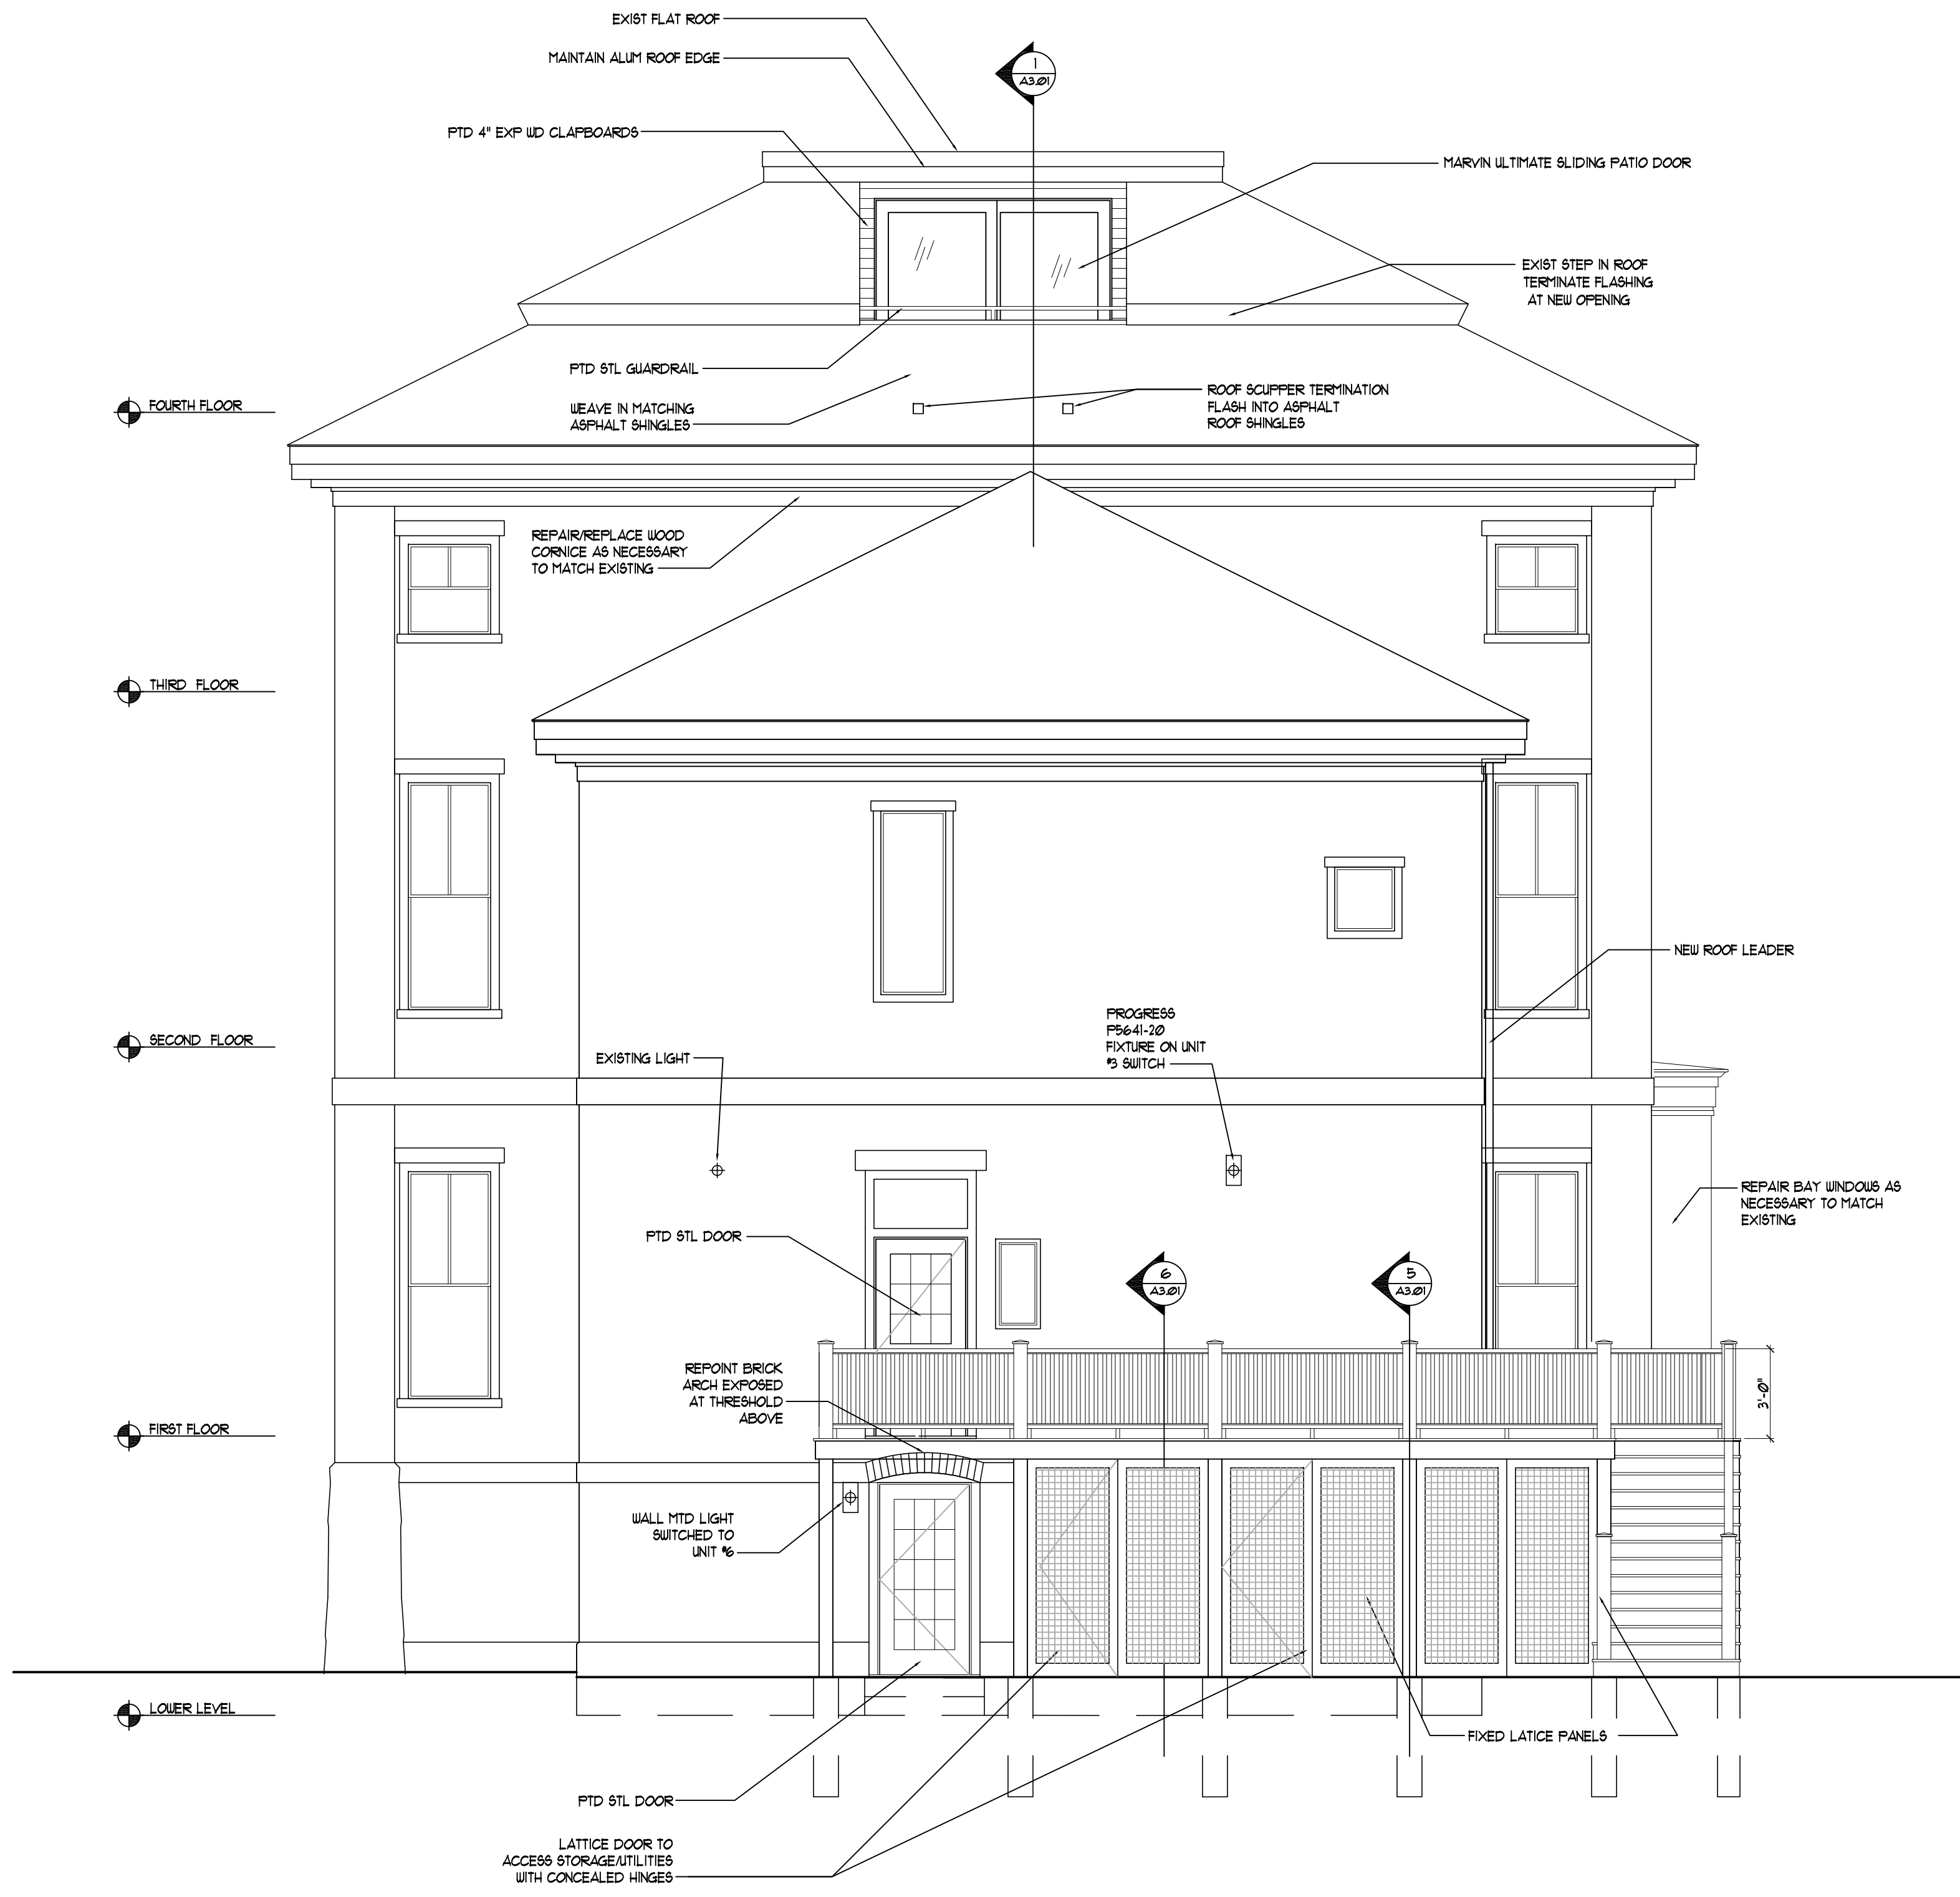 EXIST FLAT ROOF
MAINTAIN ALUM ROOF EDGE
1
A3.01
PTD 4" EXP WD CLAPBOARDS
MARVIN ULTIMATE SLIDING PATIO DOOR
EXIST STEP IN ROOF
TERMINATE FLASHING
AT NEW OPENING
PTD STL GUARDRAIL
WEAVE IN MATCHING
ASPHALT SHINGLES
ROOF SCUPPER TERMINATION
FLASH INTO ASPHALT
ROOF SHINGLES
FOURTH FLOOR
REPAIR/REPLACE WOOD
CORNICE AS NECESSARY
TO MATCH EXISTING
THIRD FLOOR
NEW ROOF LEADER
PROGRESS
P5641-20
FIXTURE ON UNIT
#3 SWITCH
SECOND FLOOR
EXISTING LIGHT
REPAIR BAY WINDOWS AS
NECESSARY TO MATCH
EXISTING
PTD STL DOOR
6
A3.01
5
A3.01
REPOINT BRICK
ARCH EXPOSED
AT THRESHOLD
ABOVE
3'-0"
FIRST FLOOR
WALL MTD LIGHT
SWITCHED TO
UNIT #6
LOWER LEVEL
FIXED LATICE PANELS
PTD STL DOOR
LATTICE DOOR TO
ACCESS STORAGE/UTILITIES
WITH CONCEALED HINGES